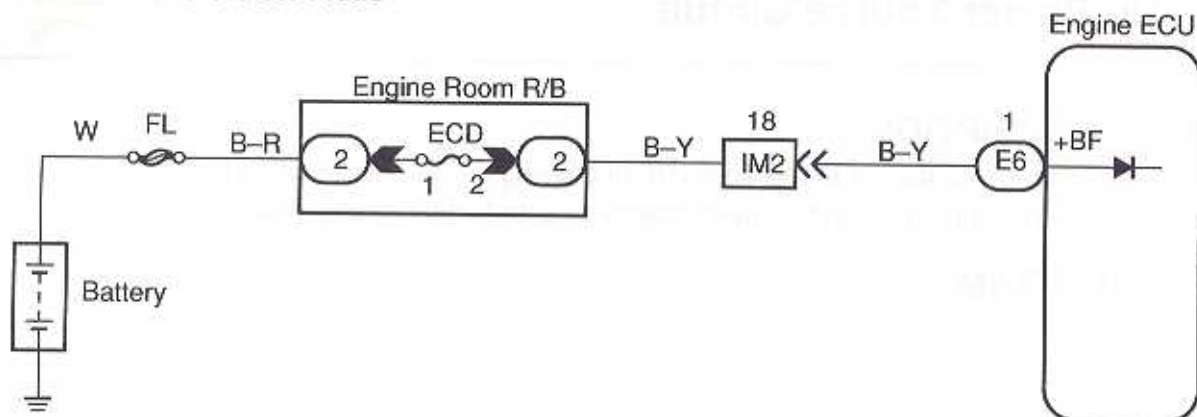 Engine ECU
Engine Room R/B
W FL B–R 2 ECD 1 2 2 B–Y 18 IM2 B–Y 1 E6 +BF
Battery